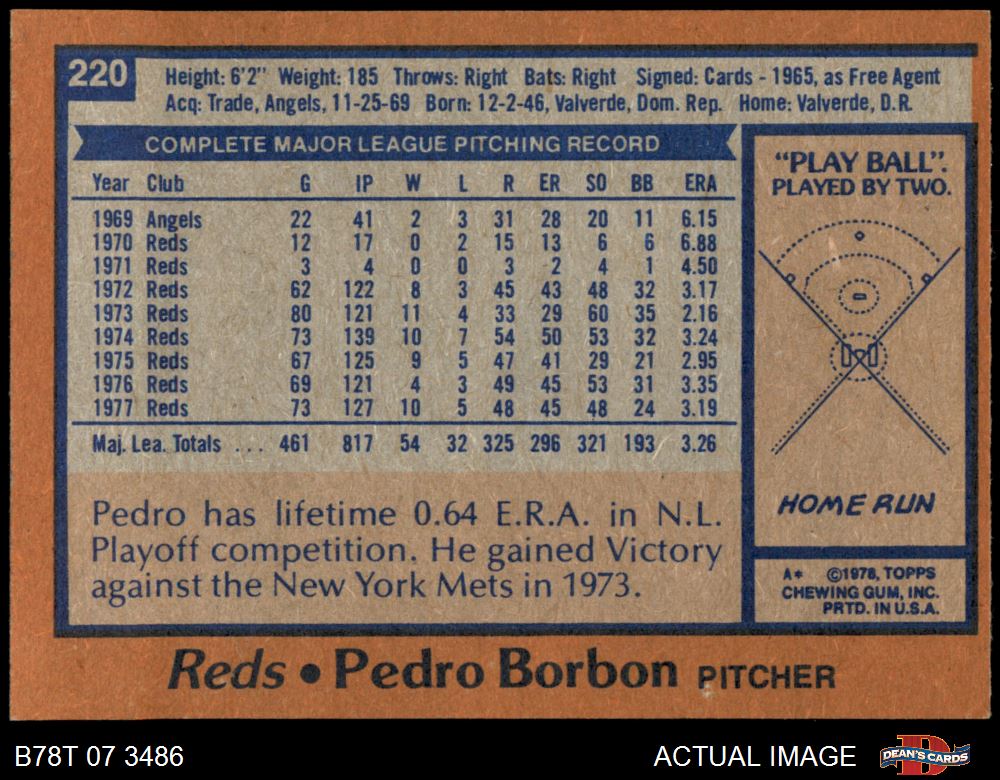 220
Height: 6'2" Weight: 185 Throws: Right Bats: Right Signed: Cards - 1965, as Free Agent
Acq: Trade, Angels, 11-25-69 Born: 12-2-46, Valverde, Dom. Rep. Home: Valverde, D.R.
COMPLETE MAJOR LEAGUE PITCHING RECORD
Year Club G IP W L R ER SO BB ERA
1969 Angels 22 41 2 3 31 28 20 11 6.15
1970 Reds 12 17 0 2 15 13 6 6 6.88
1971 Reds 3 4 0 0 3 2 4 1 4.50
1972 Reds 62 122 8 3 45 43 48 32 3.17
1973 Reds 80 121 11 4 33 29 60 35 2.16
1974 Reds 73 139 10 7 54 50 53 32 3.24
1975 Reds 67 125 9 5 47 41 29 21 2.95
1976 Reds 69 121 4 3 49 45 53 31 3.35
1977 Reds 73 127 10 5 48 45 48 24 3.19
Maj. Lea. Totals ... 461 817 54 32 325 296 321 193 3.26
Pedro has lifetime 0.64 E.R.A. in N.L.
Playoff competition. He gained Victory
against the New York Mets in 1973.
"PLAY BALL".
PLAYED BY TWO.
HOME RUN
A* ©1978, TOPPS
CHEWING GUM, INC.
PRTD. IN U.S.A.
Reds • Pedro Borbon PITCHER
B78T 07 3486
ACTUAL IMAGE
DEAN'S CARDS